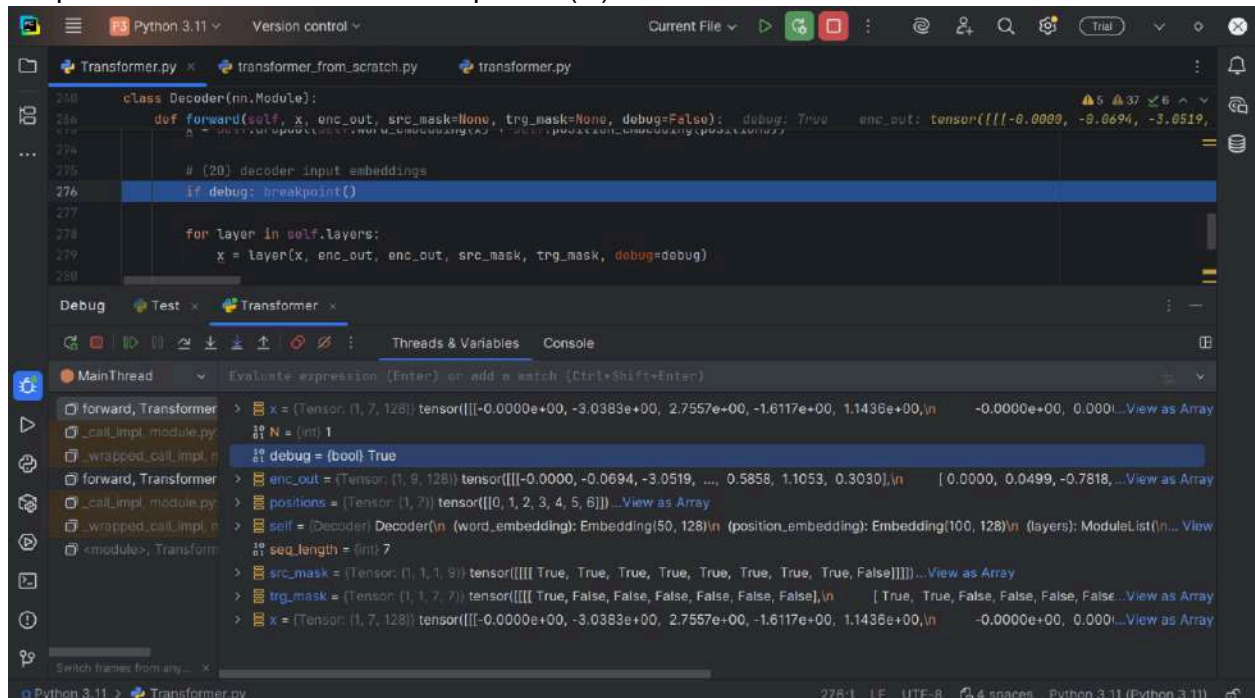 Python 3.11 Version control Current File Trial
Transformer.py transformer_from_scratch.py transformer.py
248 class Decoder(nn.Module): 5 37 6
266 def forward(self, x, enc_out, src_mask=None, trg_mask=None, debug=False): debug: True enc_out: tensor([[[-0.0000, -0.0694, -3.0519,
274
275 # (20) decoder input embeddings
276 if debug: breakpoint()
277
278 for layer in self.layers:
279 x = layer(x, enc_out, enc_out, src_mask, trg_mask, debug=debug)
280
Debug Test Transformer
Threads & Variables Console
MainThread Evaluate expression (Enter) or add a watch (Ctrl+Shift+Enter)
forward, Transformer x = {Tensor: (1, 7, 128)} tensor([[[-0.0000e+00, -3.0383e+00, 2.7557e+00, -1.6117e+00, 1.1436e+00,\n -0.0000e+00, 0.000...View as Array
_call_impl, module.py: N = {int} 1
_wrapped_call_impl, m debug = {bool} True
forward, Transformer enc_out = {Tensor: (1, 9, 128)} tensor([[[-0.0000, -0.0694, -3.0519, ..., 0.5858, 1.1053, 0.3030],\n [ 0.0000, 0.0499, -0.7818,...View as Array
_call_impl, module.py: positions = {Tensor: (1, 7)} tensor([[0, 1, 2, 3, 4, 5, 6]])...View as Array
_wrapped_call_impl, m self = {Decoder} Decoder(\n (word_embedding): Embedding(50, 128)\n (position_embedding): Embedding(100, 128)\n (layers): ModuleList(\n... View
<module>, Transform seq_length = {int} 7
src_mask = {Tensor: (1, 1, 1, 9)} tensor([[[[ True, True, True, True, True, True, True, True, False]]]])...View as Array
trg_mask = {Tensor: (1, 1, 7, 7)} tensor([[[[ True, False, False, False, False, False, False],\n [ True, True, False, False, False, False...View as Array
x = {Tensor: (1, 7, 128)} tensor([[[-0.0000e+00, -3.0383e+00, 2.7557e+00, -1.6117e+00, 1.1436e+00,\n -0.0000e+00, 0.000...View as Array
Switch frames from any...
Python 3.11 > Transformer.py 276:1 LF UTF-8 4 spaces Python 3.11 (Python 3.11)